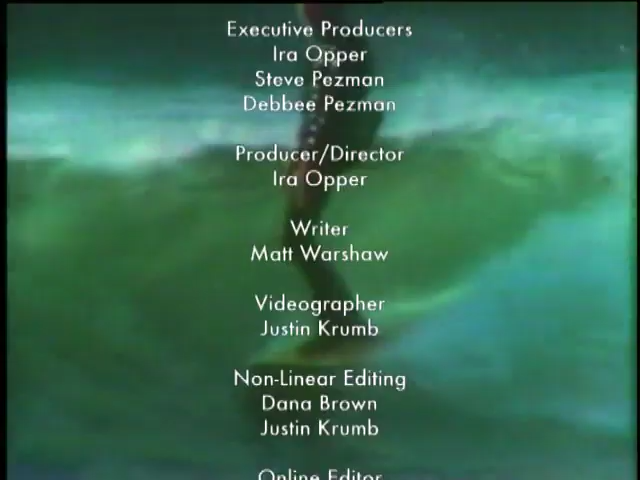 Executive Producers
Ira Opper
Steve Pezman
Debbee Pezman
Producer/Director
Ira Opper
Writer
Matt Warshaw
Videographer
Justin Krumb
Non-Linear Editing
Dana Brown
Justin Krumb
Online Editor